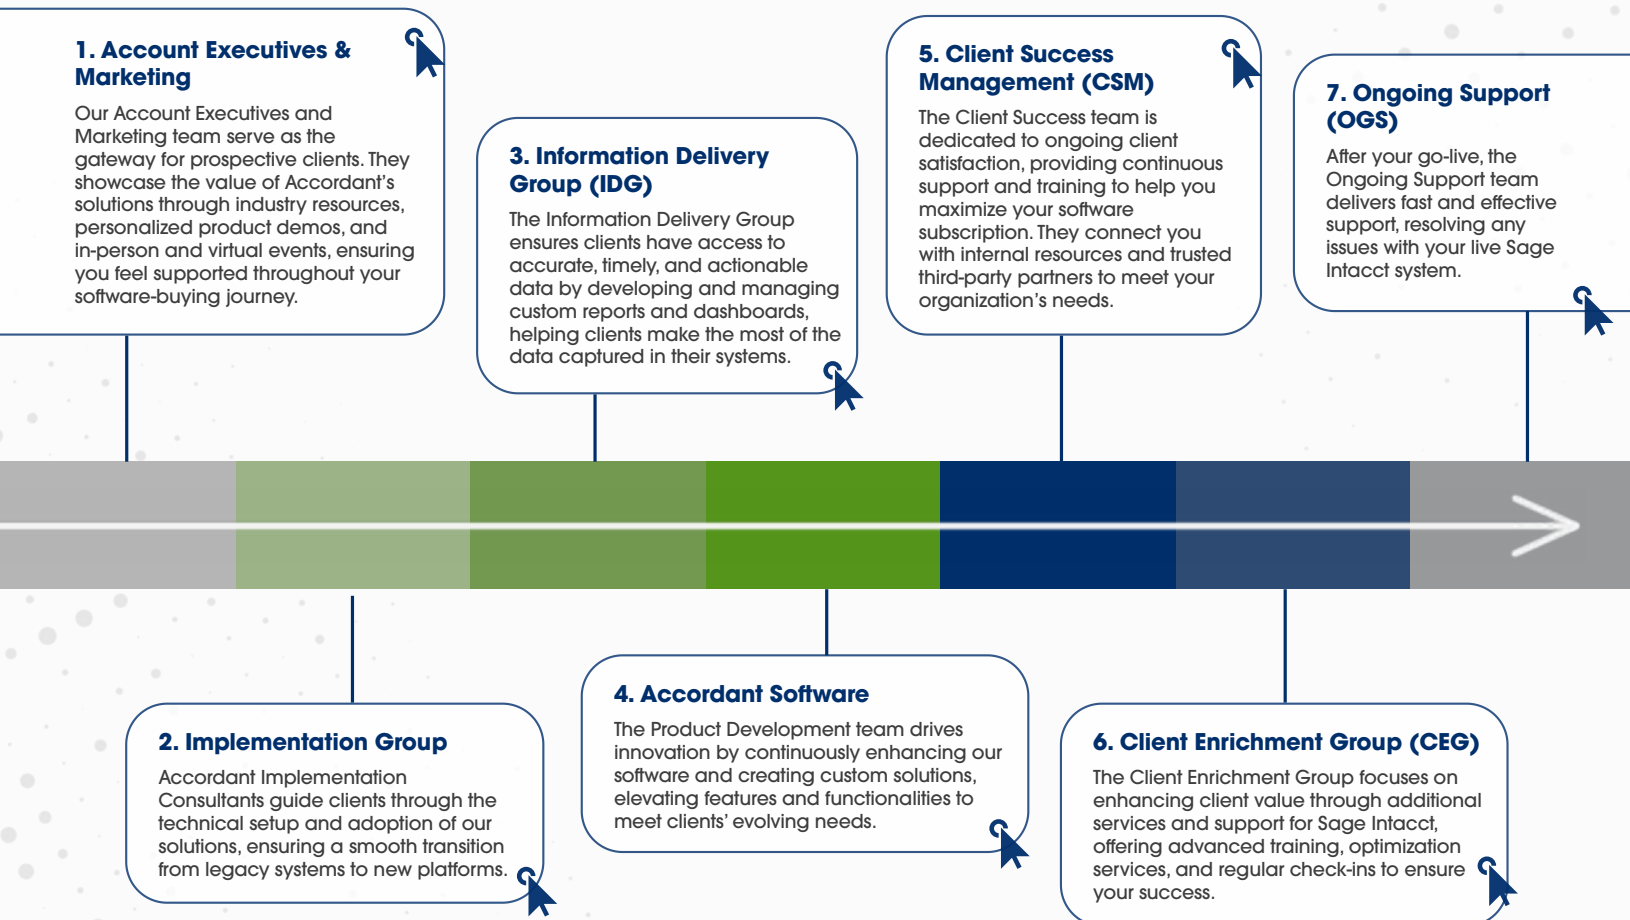 1. Account Executives &
Marketing
Our Account Executives and
Marketing team serve as the
gateway for prospective clients. They
showcase the value of Accordant's
solutions through industry resources,
personalized product demos, and
in-person and virtual events, ensuring
you feel supported throughout your
software-buying journey.
3. Information Delivery
Group (IDG)
The Information Delivery Group
ensures clients have access to
accurate, timely, and actionable
data by developing and managing
custom reports and dashboards,
helping clients make the most of the
data captured in their systems.
5. Client Success
Management (CSM)
The Client Success team is
dedicated to ongoing client
satisfaction, providing continuous
support and training to help you
maximize your software
subscription. They connect you
with internal resources and trusted
third-party partners to meet your
organization's needs.
7. Ongoing Support
(OGS)
After your go-live, the
Ongoing Support team
delivers fast and effective
support, resolving any
issues with your live Sage
Intacct system.
2. Implementation Group
Accordant Implementation
Consultants guide clients through the
technical setup and adoption of our
solutions, ensuring a smooth transition
from legacy systems to new platforms.
4. Accordant Software
The Product Development team drives
innovation by continuously enhancing our
software and creating custom solutions,
elevating features and functionalities to
meet clients' evolving needs.
6. Client Enrichment Group (CEG)
The Client Enrichment Group focuses on
enhancing client value through additional
services and support for Sage Intacct,
offering advanced training, optimization
services, and regular check-ins to ensure
your success.